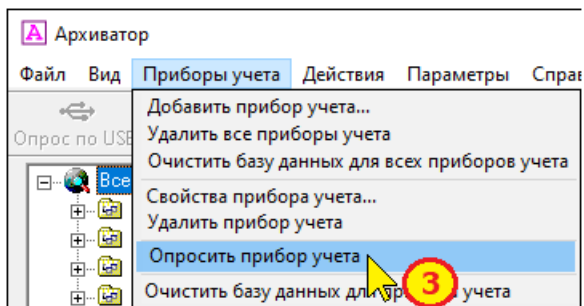 A Архиватор
Файл Вид Приборы учета Действия Параметры
Опрос по USB
Добавить прибор учета...
Удалить все приборы учета
Очистить базу данных для всех приборов учета
Все
Свойства прибора учета...
Удалить прибор учета
Опросить прибор учета
3
Очистить базу данных учета